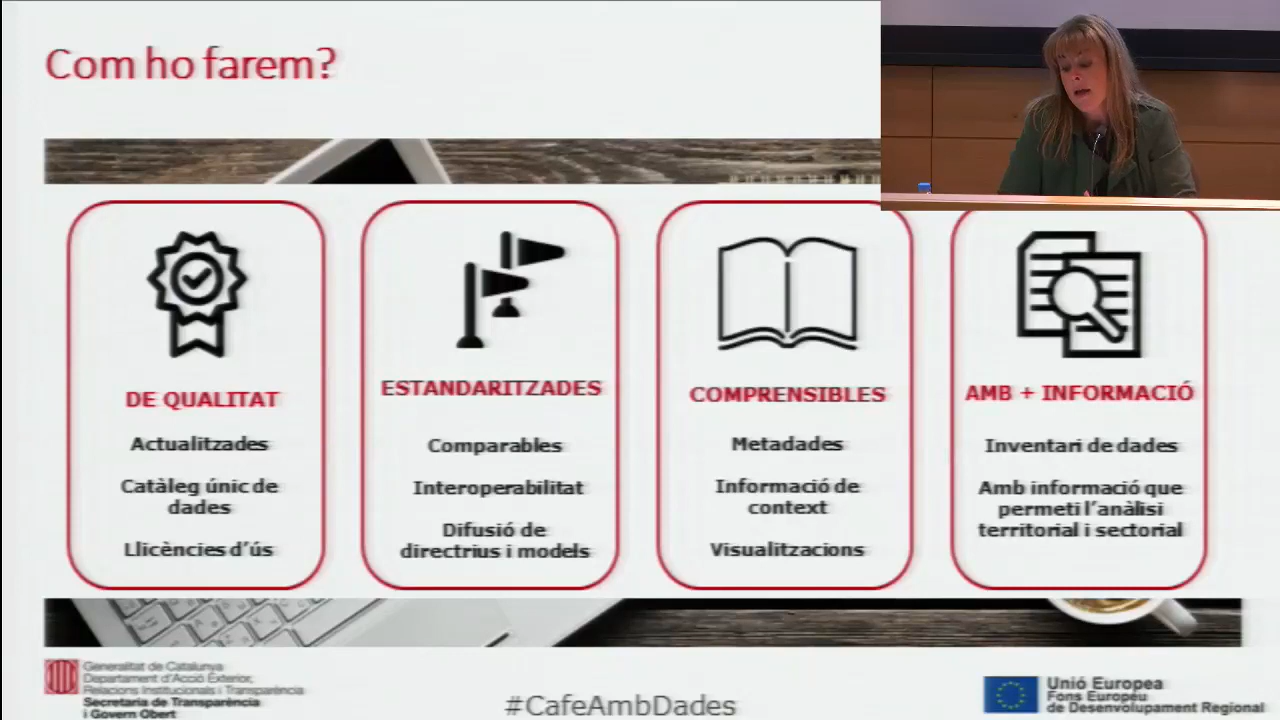 Com ho farem?
DE QUALITAT
Actualitzades
Catàleg únic de
dades
Llicències d'ús
ESTANDARITZADES
Comparables
Interoperabilitat
Difusió de
directrius i models
COMPRENSIBLES
Metadades
Informació de
context
Visualitzacions
AMB + INFORMACIÓ
Inventari de dades
Amb informació que
permeti l'anàlisi
territorial i sectorial
Generalitat de Catalunya
Departament d'Acció Exterior,
Relacions Institucionals i Transparència
Secretaria de Transparència
i Govern Obert
#CafeAmbDades
Unió Europea
Fons Europeu
de Desenvolupament Regional